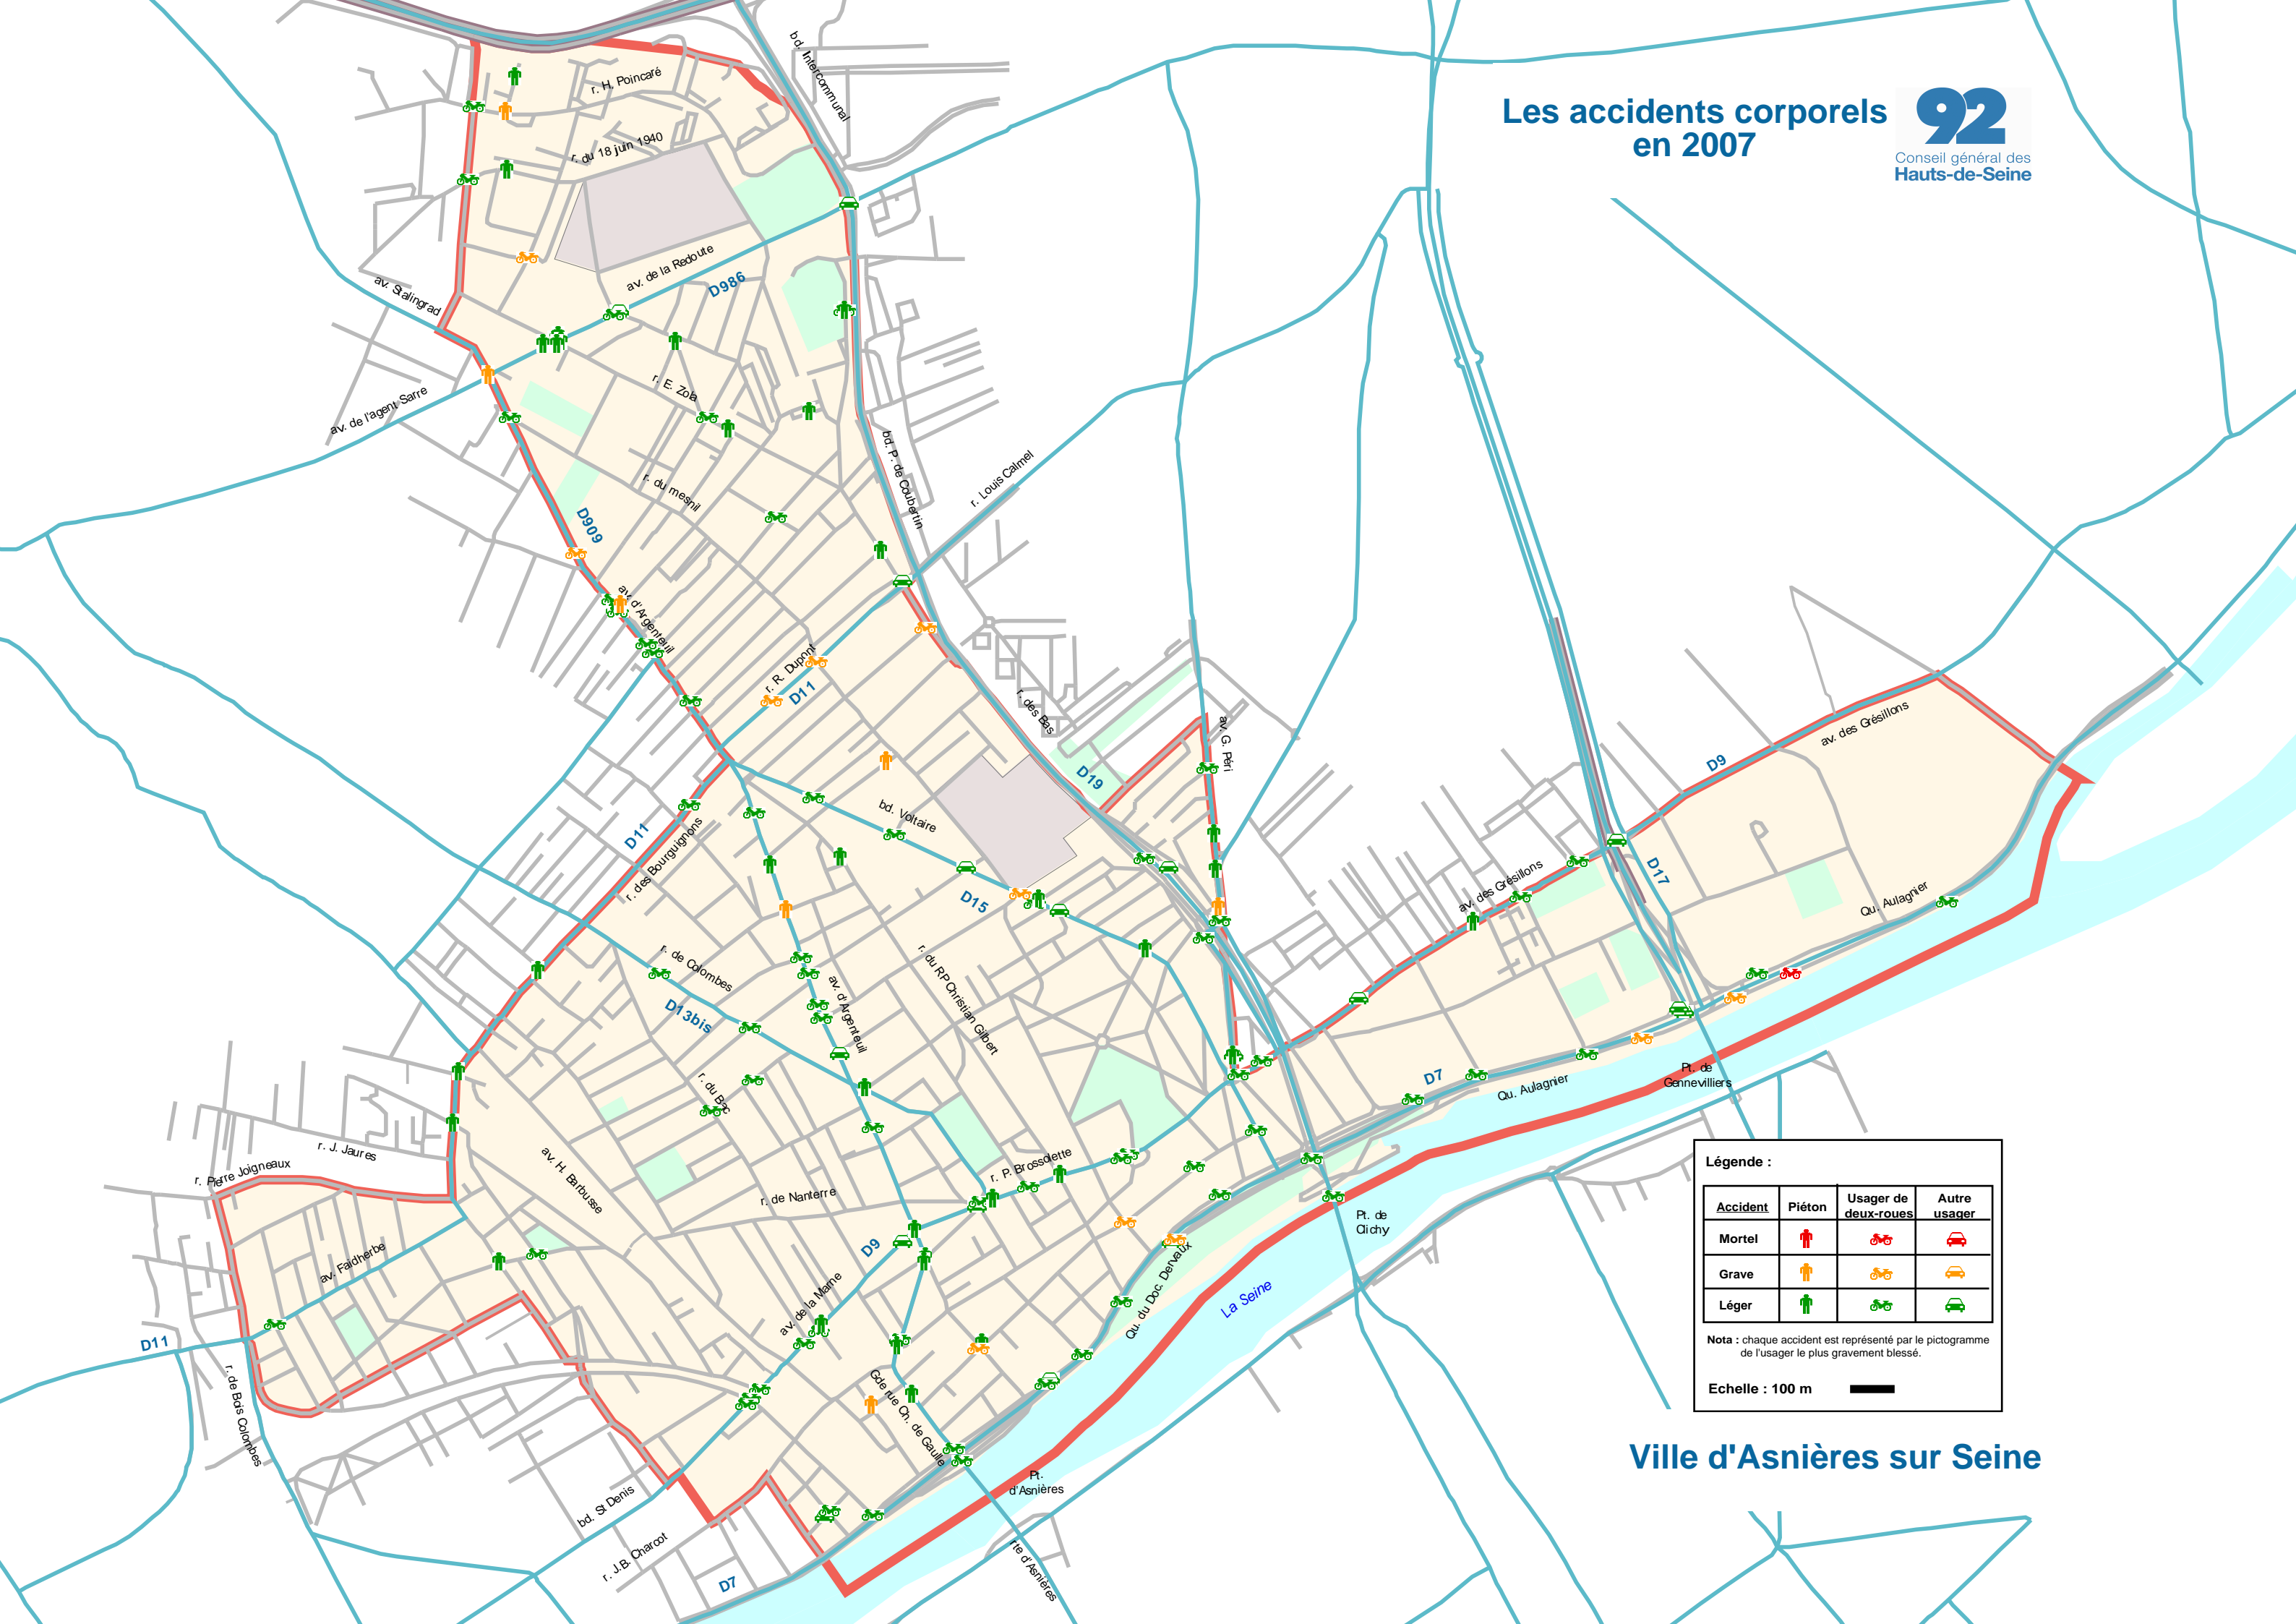 Les accidents corporels
en 2007
92
Conseil général des
Hauts-de-Seine
bd. Intercommunal
r. H. Poincaré
r. du 18 juin 1940
av. de la Redoute
D986
av. Stalingrad
av. de l'agent Sarre
r. E. Zola
bd. P. de Coubertin
r. Louis Calmel
r. du mesnil
D909
av. d'Argenteuil
r. R. Dupont
D11
r. des Bas
av. G. Péri
D19
bd. Voltaire
D11
r. des Bourguignons
D15
av. des Grésillons
D9
av. des Grésillons
D17
Qu. Aulagnier
r. de Colombes
D13bis
av. d'Argenteuil
r. du RP Christian Gilbert
r. du Bac
D7
Qu. Aulagnier
Pt. de
Gennevilliers
r. J. Jaures
r. Pierre Joigneaux
av. H. Barbusse
r. P. Brossolette
r. de Nanterre
Pt. de
Clichy
D9
av. Faidherbe
av. de la Marne
Qu. du Doc. Dervaux
La Seine
D11
r. de Bois Colombes
Gde rue Ch. de Gaulle
Pt.
d'Asnières
bd. St Denis
r. J.B. Charcot
rte d'Asnières
D7
Légende :
Accident Piéton Usager de deux-roues Autre usager
Mortel
Grave
Léger
Nota : chaque accident est représenté par le pictogramme
de l'usager le plus gravement blessé.
Echelle : 100 m
Ville d'Asnières sur Seine